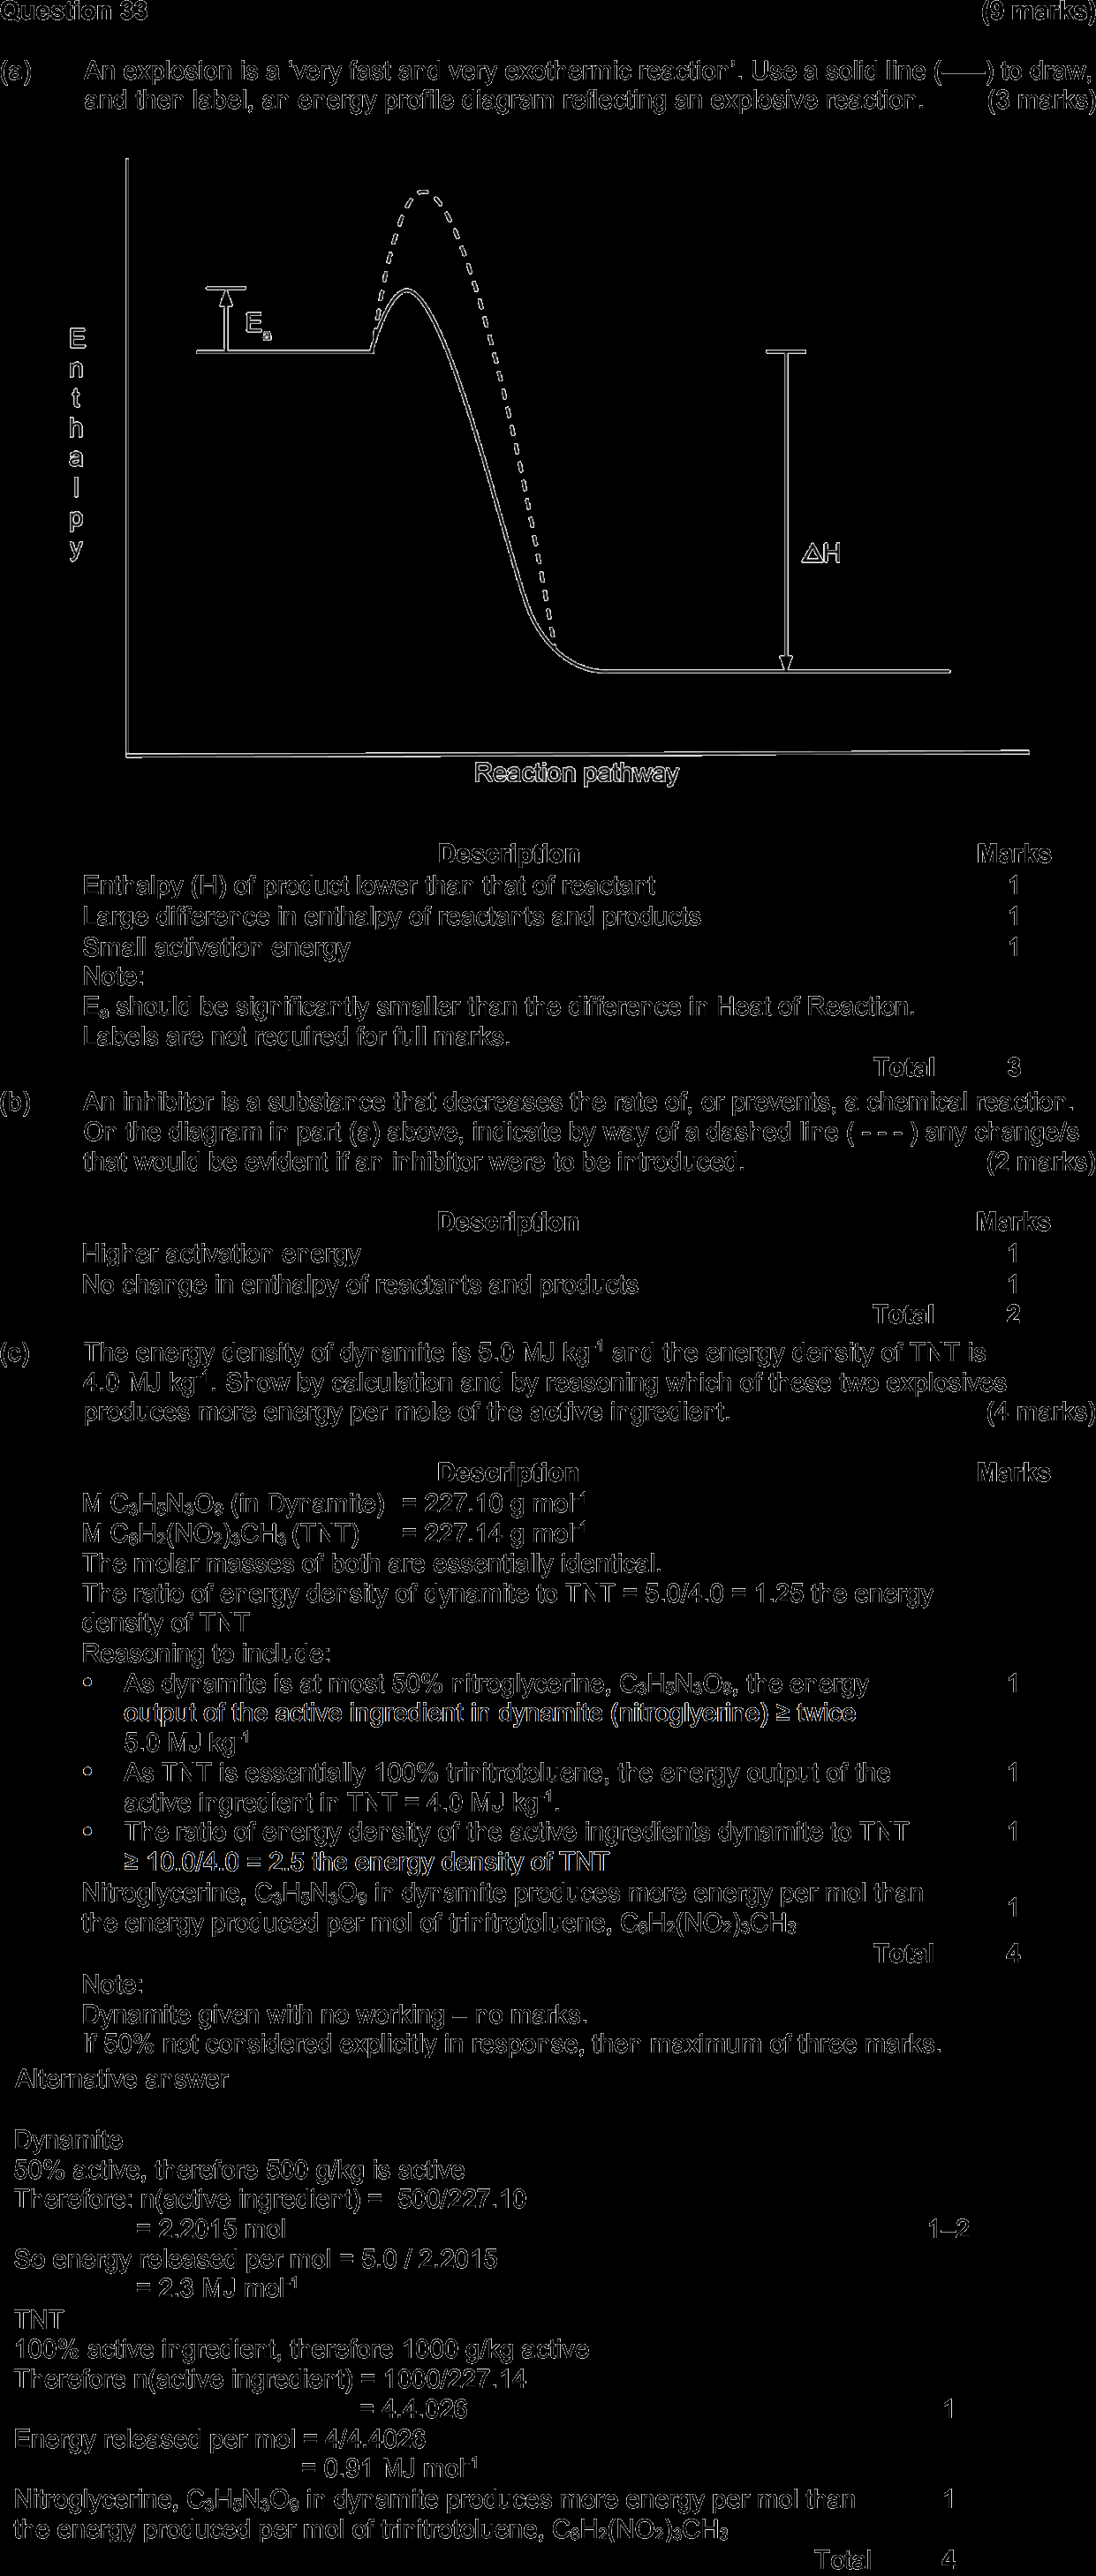 Question 33 (9 marks)
(a) An explosion is a ‘very fast and very exothermic reaction’. Use a solid line (——) to draw,
and then label, an energy profile diagram reflecting an explosive reaction. (3 marks)
Enthalpy
Eₐ
ΔH
Reaction pathway
Description Marks
Enthalpy (H) of product lower than that of reactant 1
Large difference in enthalpy of reactants and products 1
Small activation energy 1
Note:
Eₐ should be significantly smaller than the difference in Heat of Reaction.
Labels are not required for full marks.
Total 3
(b) An inhibitor is a substance that decreases the rate of, or prevents, a chemical reaction.
On the diagram in part (a) above, indicate by way of a dashed line ( - - - ) any change/s
that would be evident if an inhibitor were to be introduced. (2 marks)
Description Marks
Higher activation energy 1
No change in enthalpy of reactants and products 1
Total 2
(c) The energy density of dynamite is 5.0 MJ kg⁻¹ and the energy density of TNT is
4.0 MJ kg⁻¹. Show by calculation and by reasoning which of these two explosives
produces more energy per mole of the active ingredient. (4 marks)
Description Marks
M C₃H₅N₃O₉ (in Dynamite) = 227.10 g mol⁻¹
M C₆H₂(NO₂)₃CH₃ (TNT) = 227.14 g mol⁻¹
The molar masses of both are essentially identical.
The ratio of energy density of dynamite to TNT = 5.0/4.0 = 1.25 the energy
density of TNT
Reasoning to include:
• As dynamite is at most 50% nitroglycerine, C₃H₅N₃O₉, the energy 1
output of the active ingredient in dynamite (nitroglyerine) ≥ twice
5.0 MJ kg⁻¹
• As TNT is essentially 100% trinitrotoluene, the energy output of the 1
active ingredient in TNT = 4.0 MJ kg⁻¹.
• The ratio of energy density of the active ingredients dynamite to TNT 1
≥ 10.0/4.0 = 2.5 the energy density of TNT
Nitroglycerine, C₃H₅N₃O₉ in dynamite produces more energy per mol than
the energy produced per mol of trinitrotoluene, C₆H₂(NO₂)₃CH₃ 1
Total 4
Note:
Dynamite given with no working – no marks.
If 50% not considered explicitly in response, then maximum of three marks.
Alternative answer
Dynamite
50% active, therefore 500 g/kg is active
Therefore: n(active ingredient) = 500/227.10
= 2.2015 mol 1–2
So energy released per mol = 5.0 / 2.2015
= 2.3 MJ mol⁻¹
TNT
100% active ingredient, therefore 1000 g/kg active
Therefore n(active ingredient) = 1000/227.14
= 4.4.026 1
Energy released per mol = 4/4.4026
= 0.91 MJ mol⁻¹
Nitroglycerine, C₃H₅N₃O₉ in dynamite produces more energy per mol than 1
the energy produced per mol of trinitrotoluene, C₆H₂(NO₂)₃CH₃
Total 4